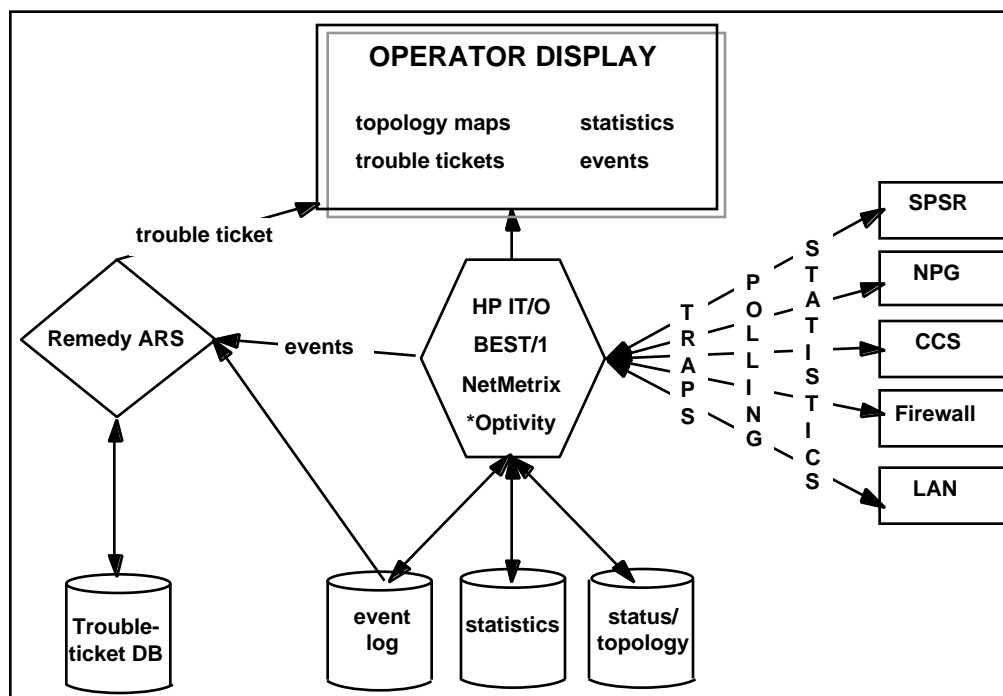 OPERATOR DISPLAY
topology maps
statistics
trouble tickets
events
trouble ticket
Remedy ARS
events
HP IT/O
BEST/1
NetMetrix
*Optivity
TRAPS
POLLING
STATISTICS
SPSR
NPG
CCS
Firewall
LAN
Trouble-
ticket DB
event
log
statistics
status/
topology